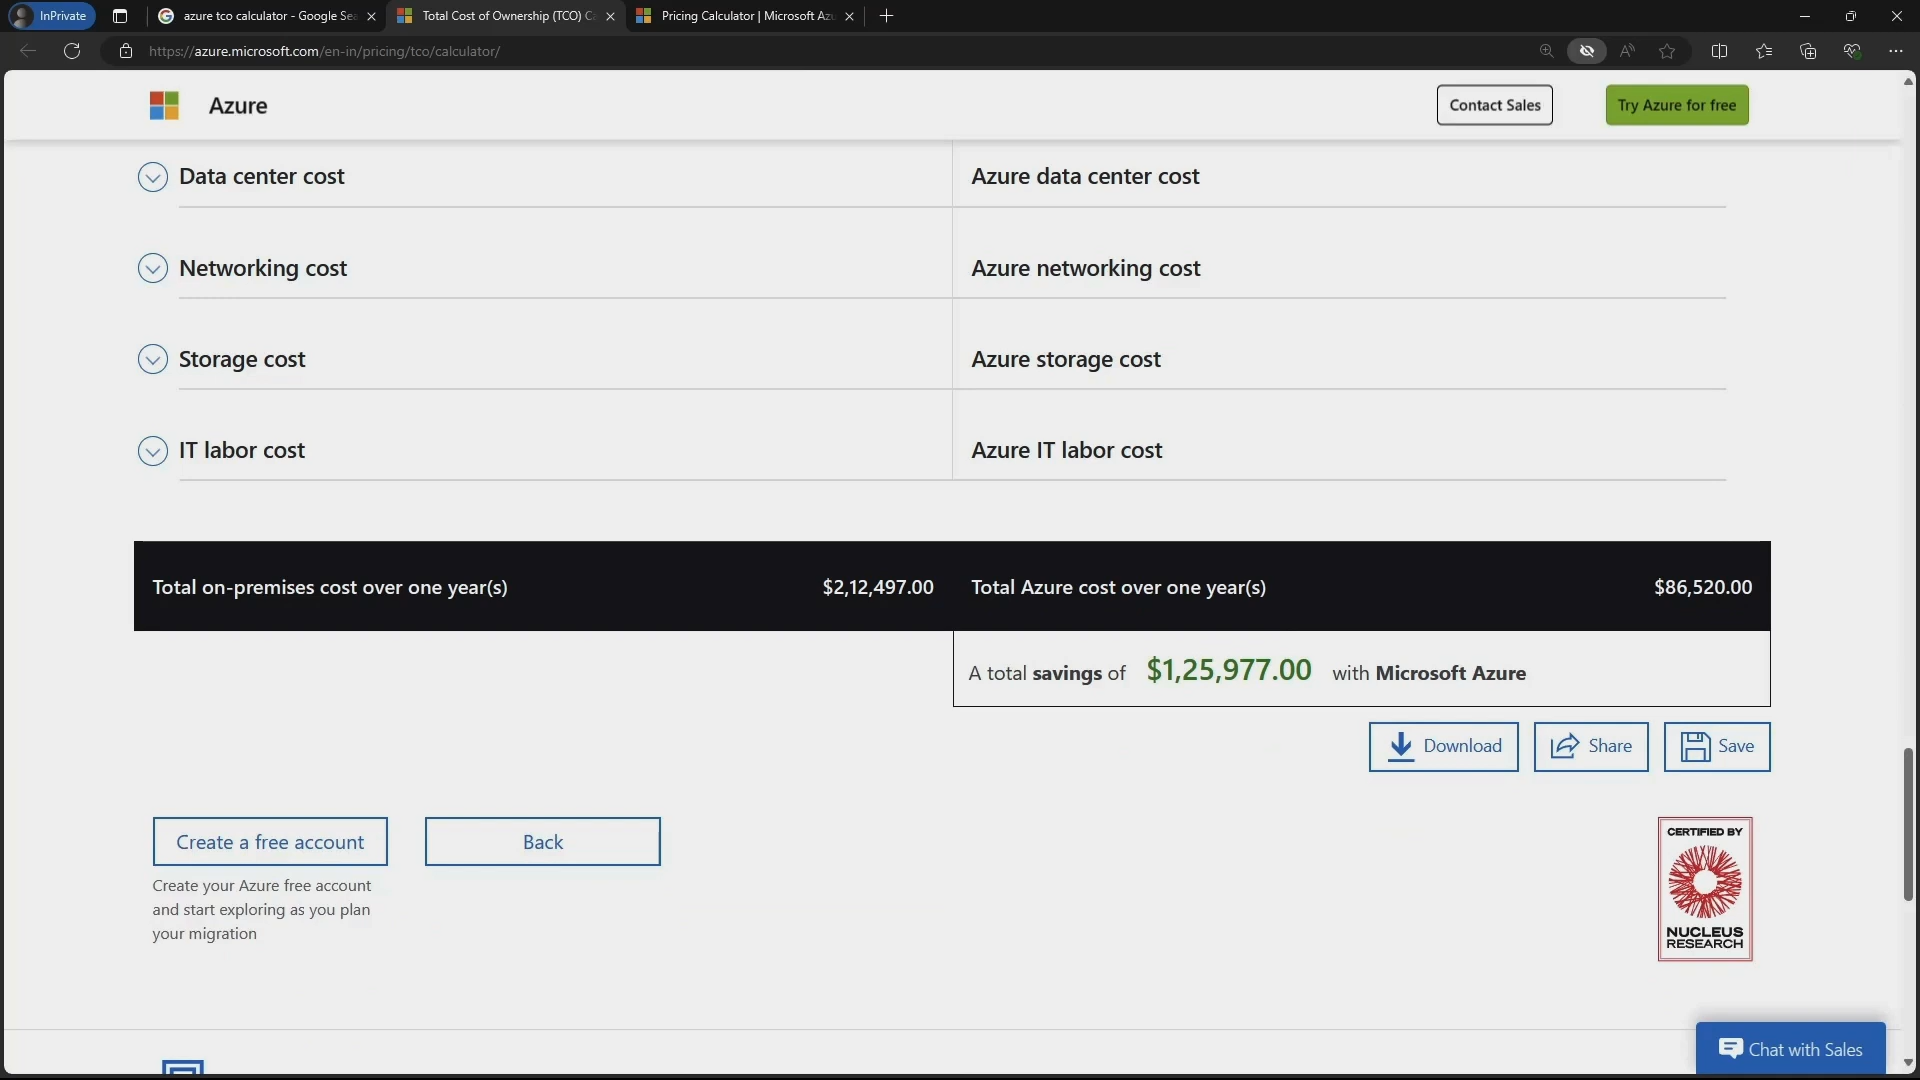 InPrivate
azure tco calculator - Google Sea
Total Cost of Ownership (TCO) C
Pricing Calculator | Microsoft Azu
https://azure.microsoft.com/en-in/pricing/tco/calculator/
Azure
Contact Sales
Try Azure for free
Data center cost
Azure data center cost
Networking cost
Azure networking cost
Storage cost
Azure storage cost
IT labor cost
Azure IT labor cost
Total on-premises cost over one year(s) $2,12,497.00
Total Azure cost over one year(s) $86,520.00
A total savings of $1,25,977.00 with Microsoft Azure
Download
Share
Save
Create a free account
Back
Create your Azure free account
and start exploring as you plan
your migration
CERTIFIED BY
NUCLEUS
RESEARCH
Chat with Sales